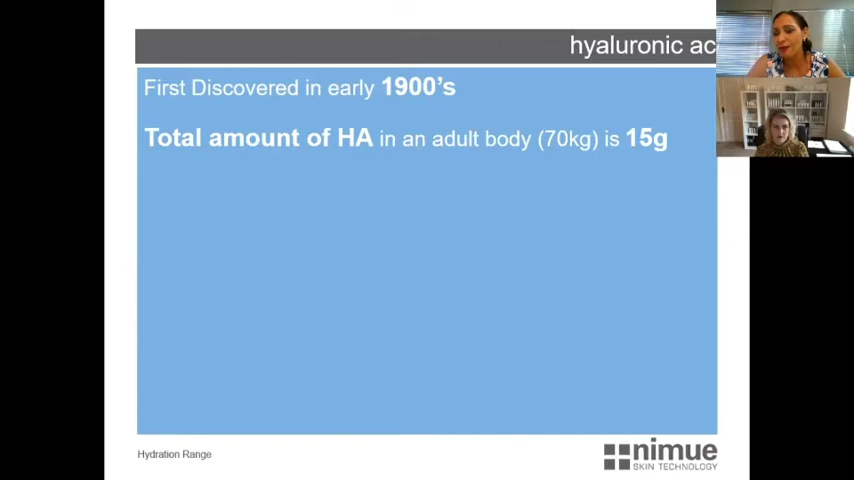 hyaluronic ac
First Discovered in early 1900's
Total amount of HA in an adult body (70kg) is 15g
Hydration Range
nimue
SKIN TECHNOLOGY